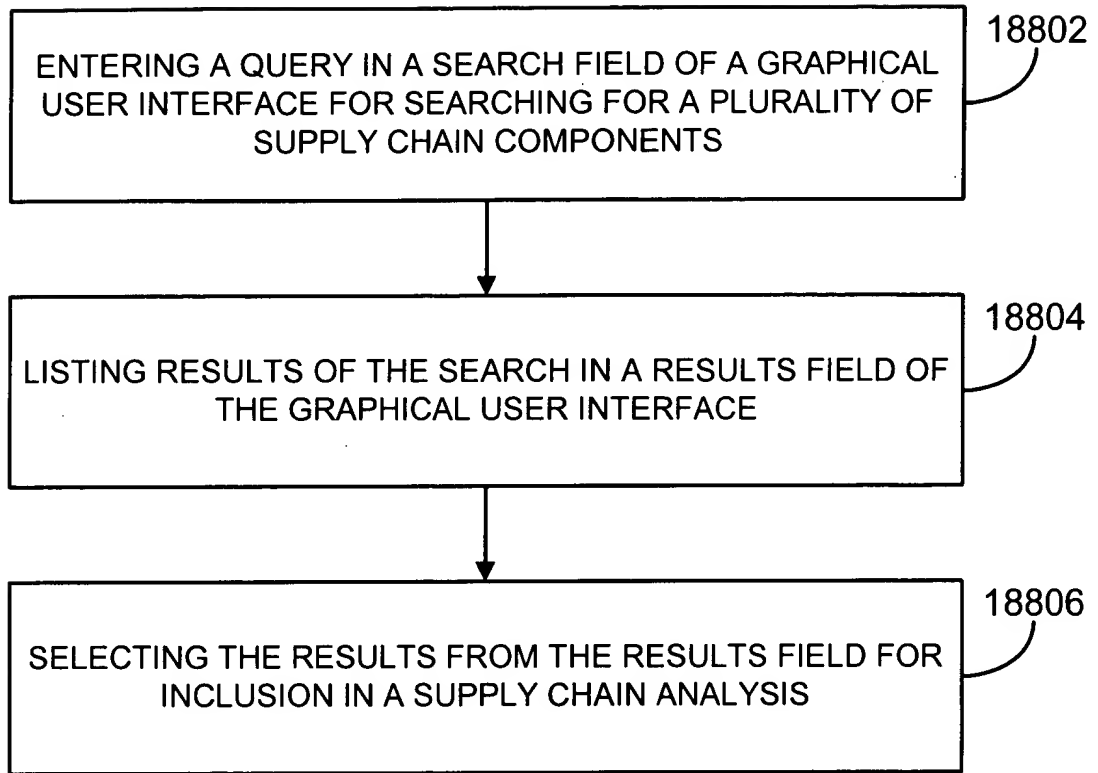 18802
ENTERING A QUERY IN A SEARCH FIELD OF A GRAPHICAL
USER INTERFACE FOR SEARCHING FOR A PLURALITY OF
SUPPLY CHAIN COMPONENTS
18804
LISTING RESULTS OF THE SEARCH IN A RESULTS FIELD OF
THE GRAPHICAL USER INTERFACE
18806
SELECTING THE RESULTS FROM THE RESULTS FIELD FOR
INCLUSION IN A SUPPLY CHAIN ANALYSIS